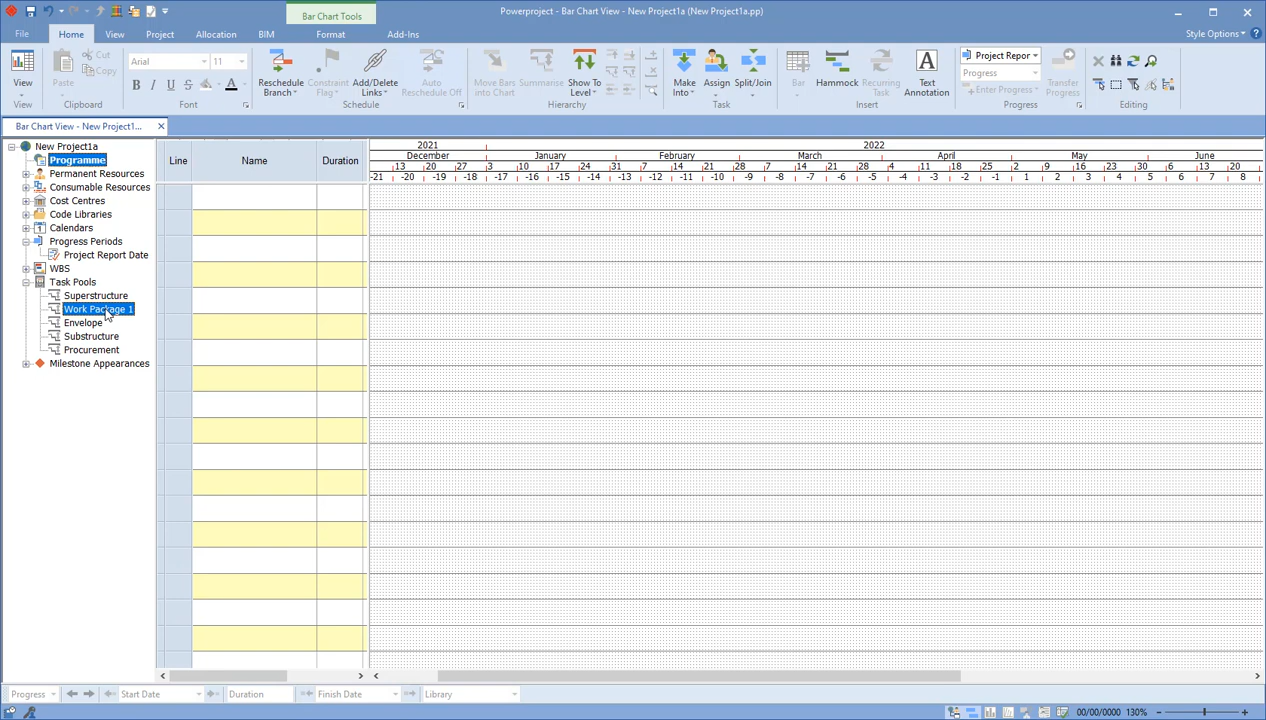 Bar Chart Tools
Powerproject - Bar Chart View - New Project1a (New Project1a.pp)
File
Home
View
Project
Allocation
BIM
Format
Add-Ins
Style Options
View
View
Paste
Cut
Copy
Clipboard
Arial
11
B I U S A
Font
Reschedule Branch
Constraint Flag
Add/Delete Links
Auto Reschedule Off
Schedule
Move Bars into Chart
Summarise
Show To Level
Hierarchy
Make Into
Assign
Split/Join
Task
Bar
Hammock
Recurring Task
Text Annotation
Insert
Project Repor
Progress
Enter Progress
Transfer Progress
Progress
Editing
Bar Chart View - New Project1...
New Project1a
Programme
Permanent Resources
Consumable Resources
Cost Centres
Code Libraries
Calendars
Progress Periods
Project Report Date
WBS
Task Pools
Superstructure
Work Package 1
Envelope
Substructure
Procurement
Milestone Appearances
Line Name Duration
2021 2022
December January February March April May June
13 20 27 3 10 17 24 31 7 14 21 28 7 14 21 28 4 11 18 25 2 9 16 23 30 6 13 20
-21 -20 -19 -18 -17 -16 -15 -14 -13 -12 -11 -10 -9 -8 -7 -6 -5 -4 -3 -2 -1 1 2 3 4 5 6 7 8
Progress
Start Date
Duration
Finish Date
Library
00/00/0000 130%